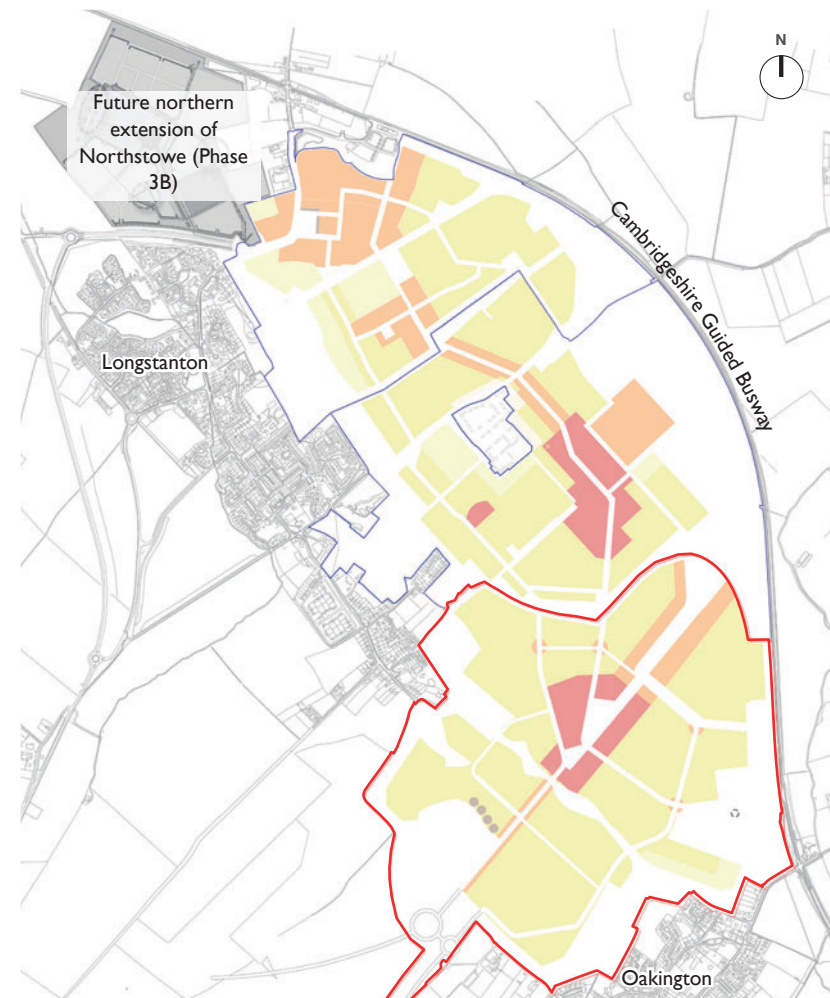 N
Future northern
extension of
Northstowe (Phase
3B)
Cambridgeshire Guided Busway
Longstanton
Oakington